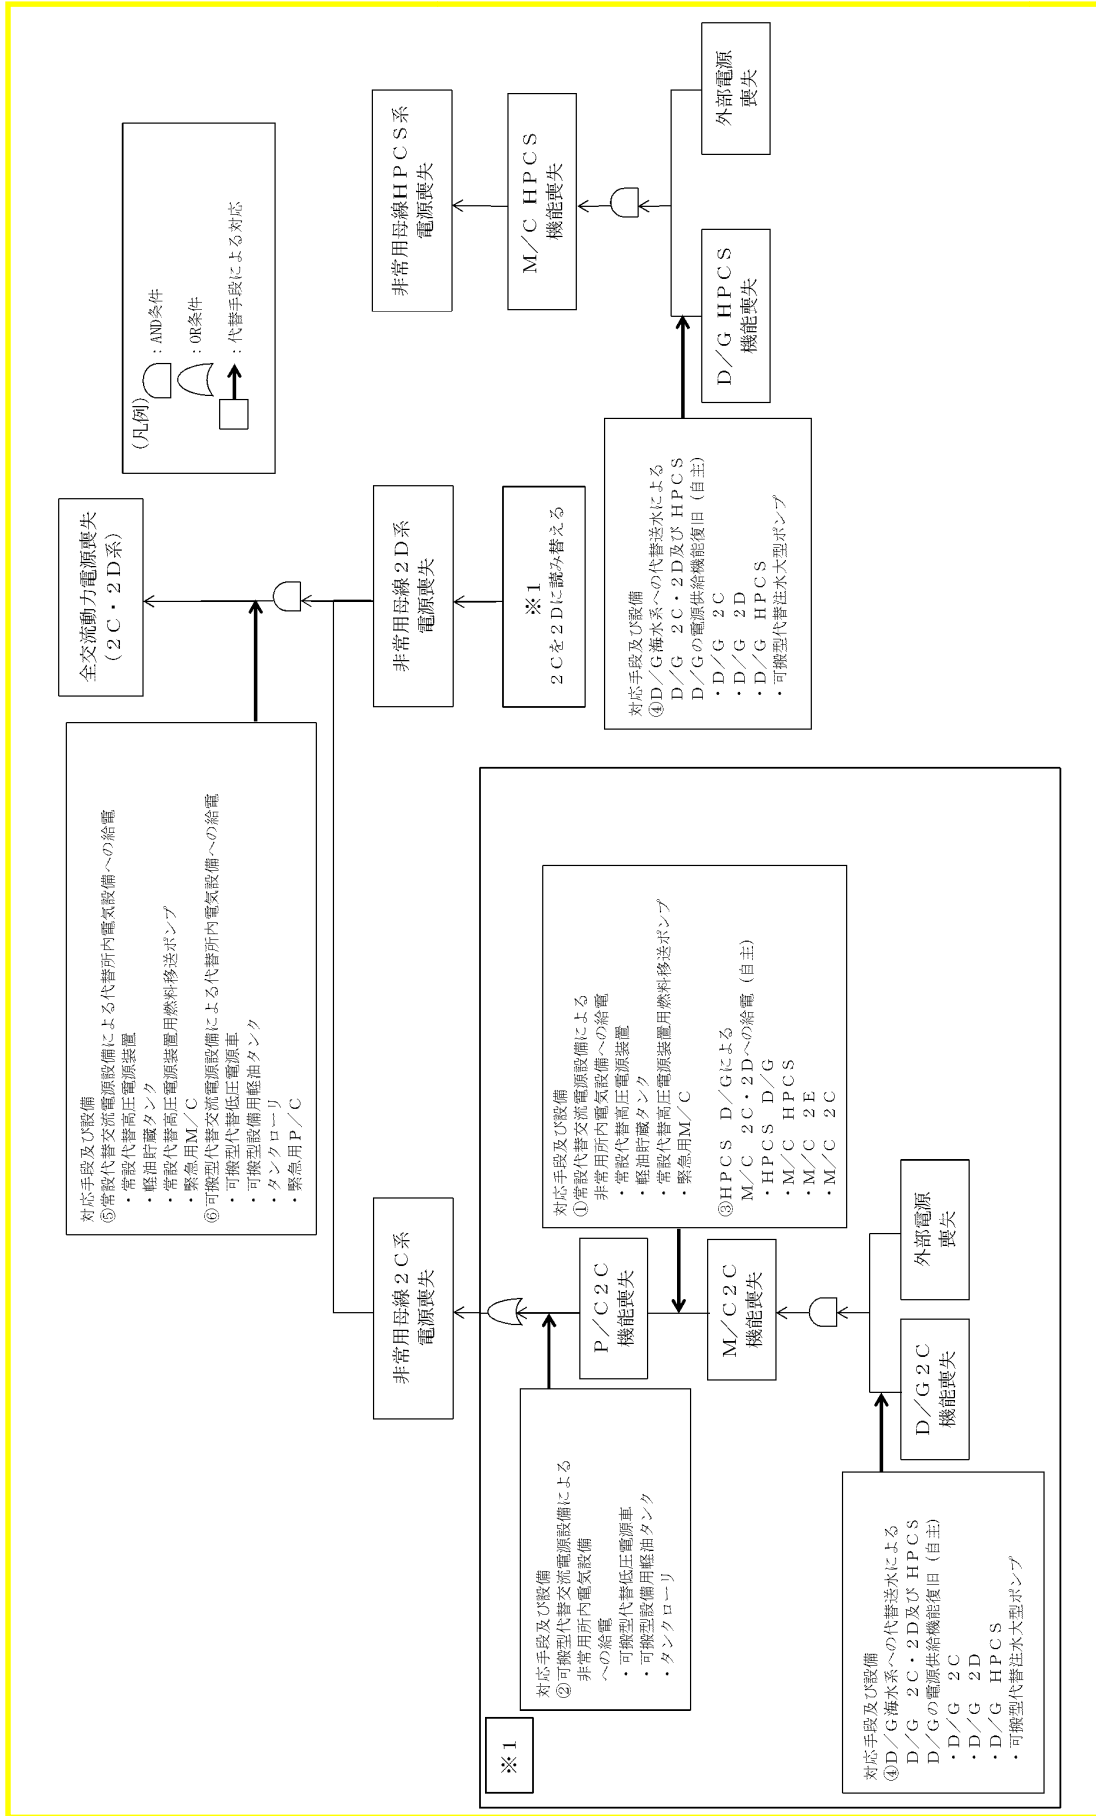 全交流動力電源喪失
（２Ｃ・２Ｄ系）
(凡例)
：AND条件
：OR条件
：代替手段による対応
対応手段及び設備
⑤常設代替交流電源設備による代替所内電気設備への給電
・常設代替高圧電源装置
・軽油貯蔵タンク
・常設代替高圧電源装置用燃料移送ポンプ
・緊急用Ｍ／Ｃ
⑥可搬型代替交流電源設備による代替所内電気設備への給電
・可搬型代替低圧電源車
・可搬型設備用軽油タンク
・タンクローリ
・緊急用Ｐ／Ｃ
非常用母線２Ｃ系
電源喪失
非常用母線２Ｄ系
電源喪失
非常用母線ＨＰＣＳ系
電源喪失
※１
２Ｃを２Ｄに読み替える
Ｍ／Ｃ ＨＰＣＳ
機能喪失
Ｄ／Ｇ ＨＰＣＳ
機能喪失
外部電源
喪失
対応手段及び設備
④Ｄ／Ｇ海水系への代替送水による
Ｄ／Ｇ ２Ｃ・２Ｄ及び ＨＰＣＳ
Ｄ／Ｇの電源供給機能復旧（自主）
・Ｄ／Ｇ ２Ｃ
・Ｄ／Ｇ ２Ｄ
・Ｄ／Ｇ ＨＰＣＳ
・可搬型代替注水大型ポンプ
※１
対応手段及び設備
②可搬型代替交流電源設備による
非常用所内電気設備
への給電
・可搬型代替低圧電源車
・可搬型設備用軽油タンク
・タンクローリ
Ｐ／Ｃ２Ｃ
機能喪失
対応手段及び設備
①常設代替交流電源設備による
非常用所内電気設備への給電
・常設代替高圧電源装置
・軽油貯蔵タンク
・常設代替高圧電源装置用燃料移送ポンプ
・緊急用Ｍ／Ｃ
③ＨＰＣＳ Ｄ／Ｇによる
Ｍ／Ｃ ２Ｃ・２Ｄへの給電（自主）
・ＨＰＣＳ Ｄ／Ｇ
・Ｍ／Ｃ ＨＰＣＳ
・Ｍ／Ｃ ２Ｅ
・Ｍ／Ｃ ２Ｃ
Ｍ／Ｃ２Ｃ
機能喪失
対応手段及び設備
④Ｄ／Ｇ海水系への代替送水による
Ｄ／Ｇ ２Ｃ・２Ｄ及び ＨＰＣＳ
Ｄ／Ｇの電源供給機能復旧（自主）
・Ｄ／Ｇ ２Ｃ
・Ｄ／Ｇ ２Ｄ
・Ｄ／Ｇ ＨＰＣＳ
・可搬型代替注水大型ポンプ
Ｄ／Ｇ２Ｃ
機能喪失
外部電源
喪失